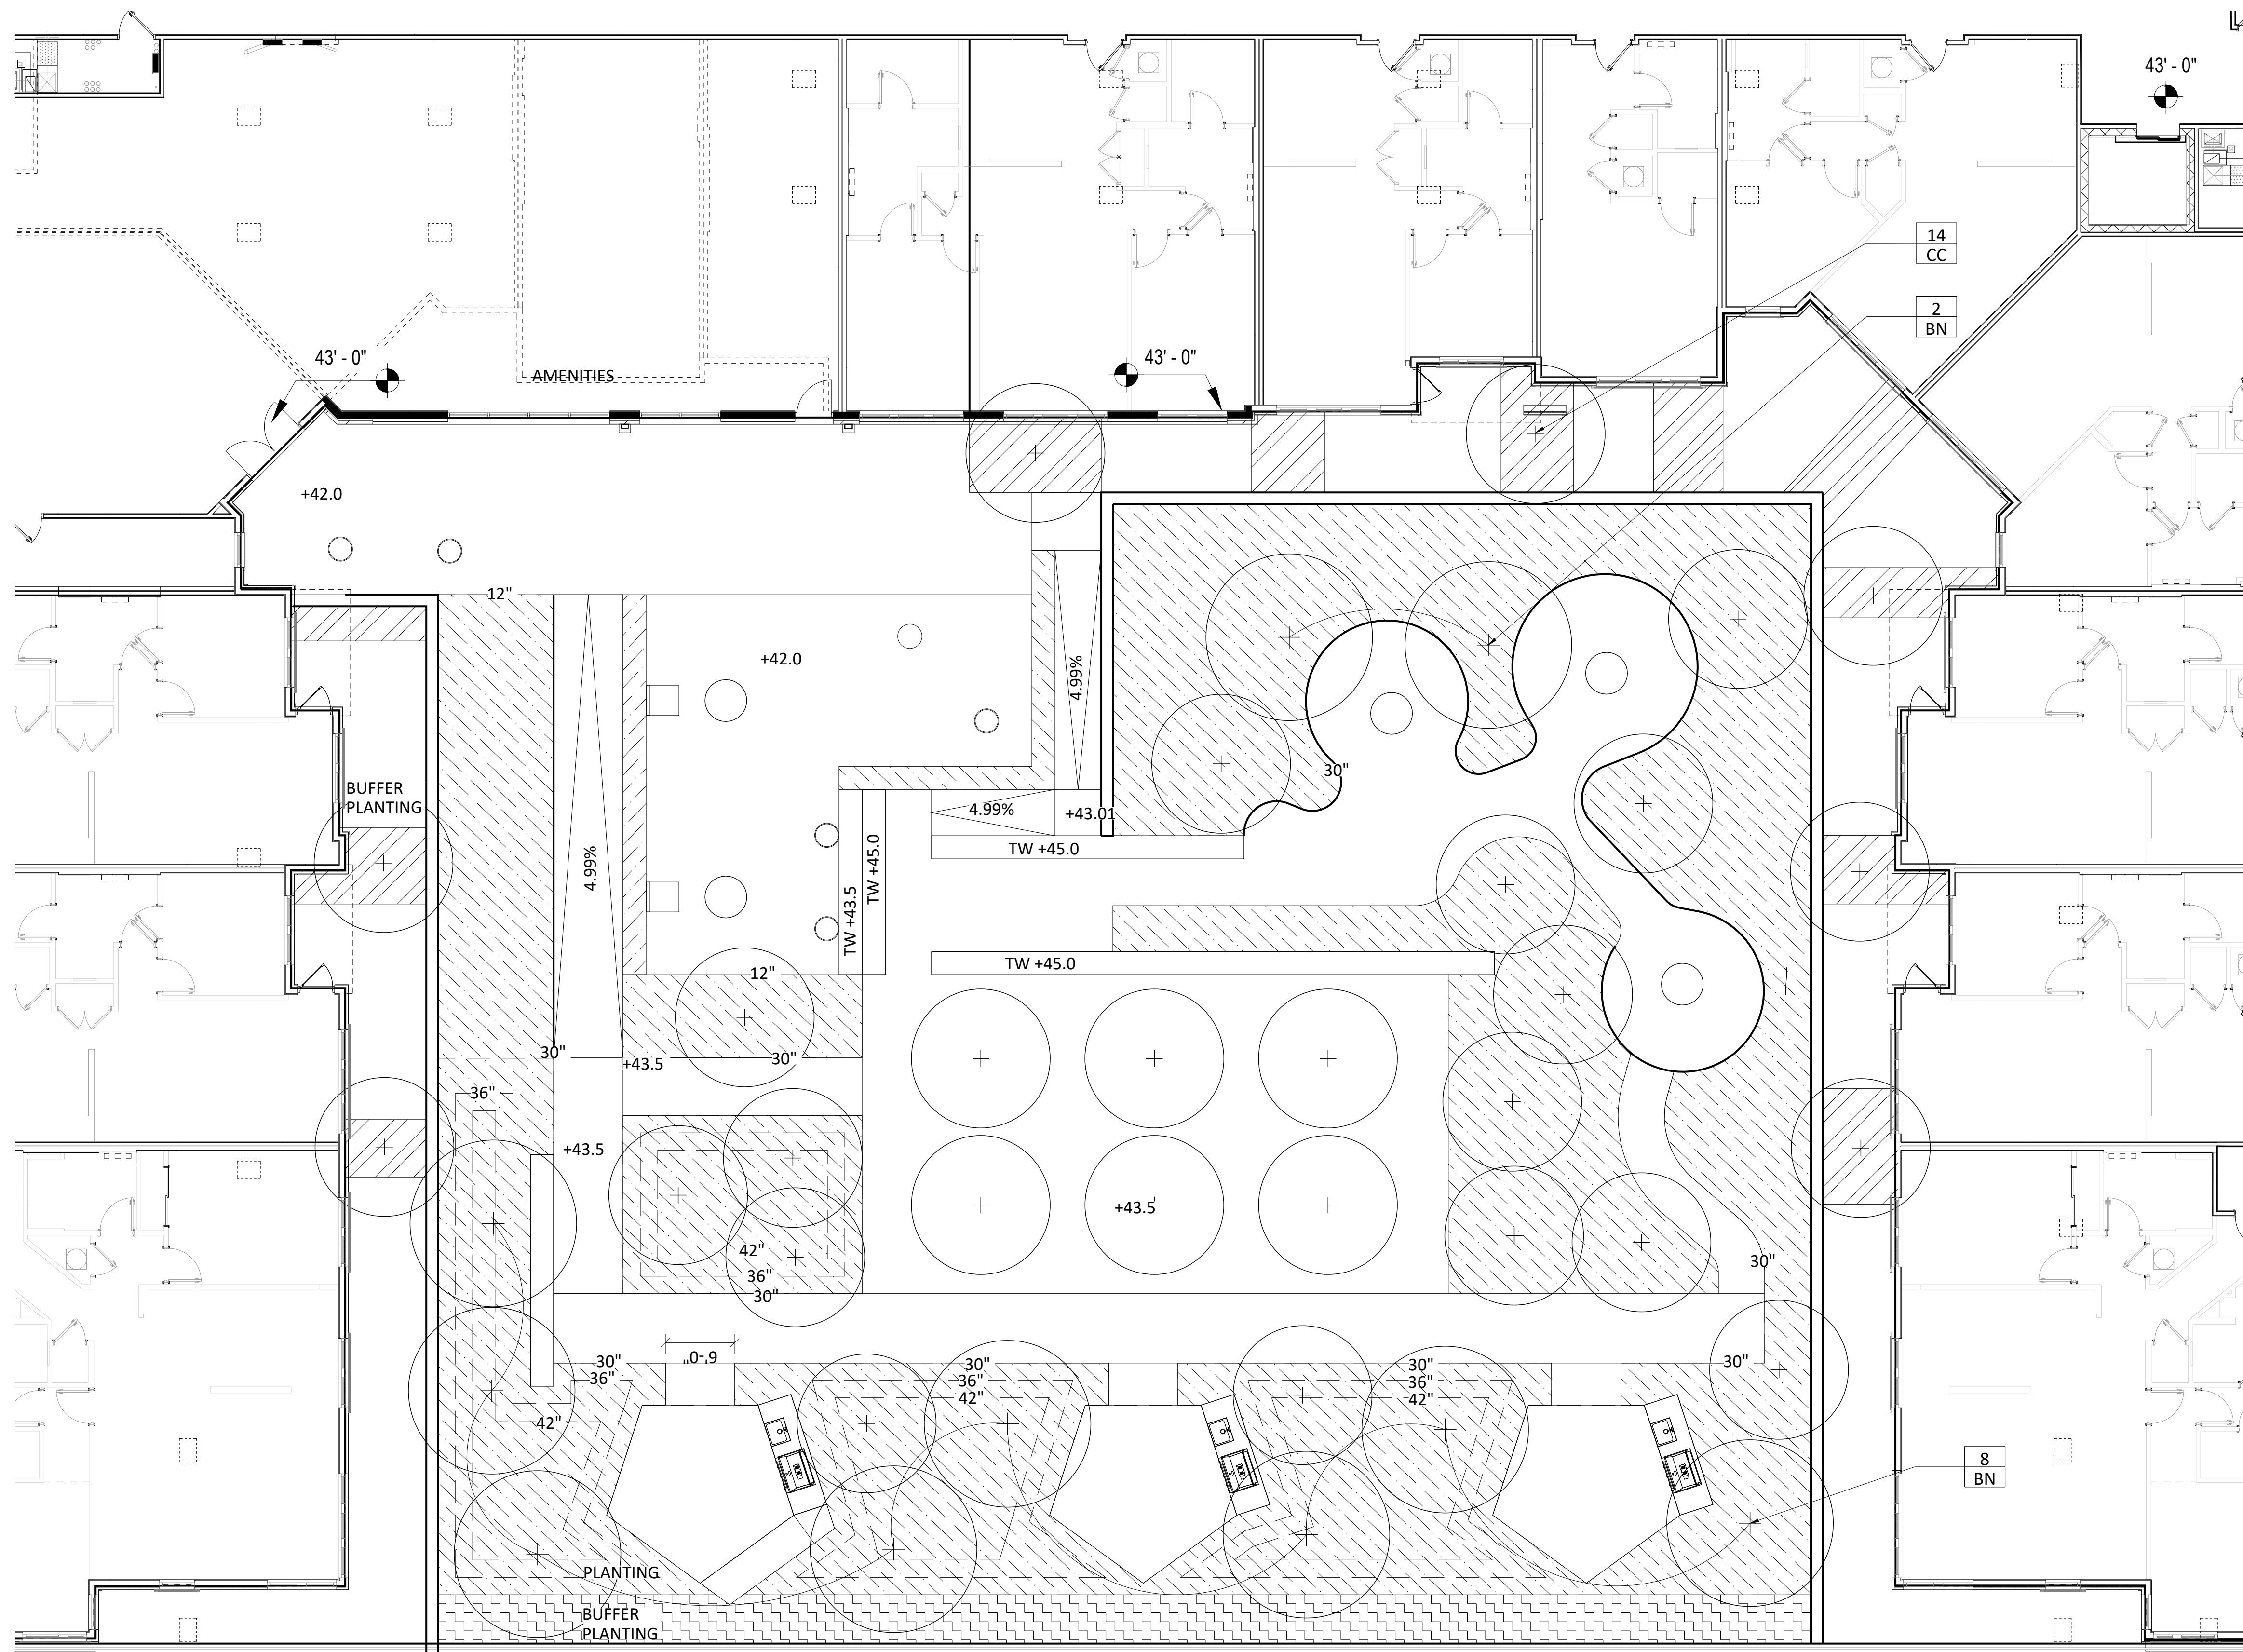 43' - 0"
14
CC
2
BN
43' - 0"
AMENITIES
43' - 0"
+42.0
12"
+42.0
4.99%
30"
BUFFER
PLANTING
4.99%
+43.01
TW +45.0
4.99%
TW +43.5
TW +45.0
TW +45.0
12"
30"
30"
+43.5
36"
+43.5
+43.5
42"
36"
30"
30"
6'-0"
30"
36"
42"
30"
36"
42"
30"
36"
42"
30"
8
BN
PLANTING
BUFFER
PLANTING